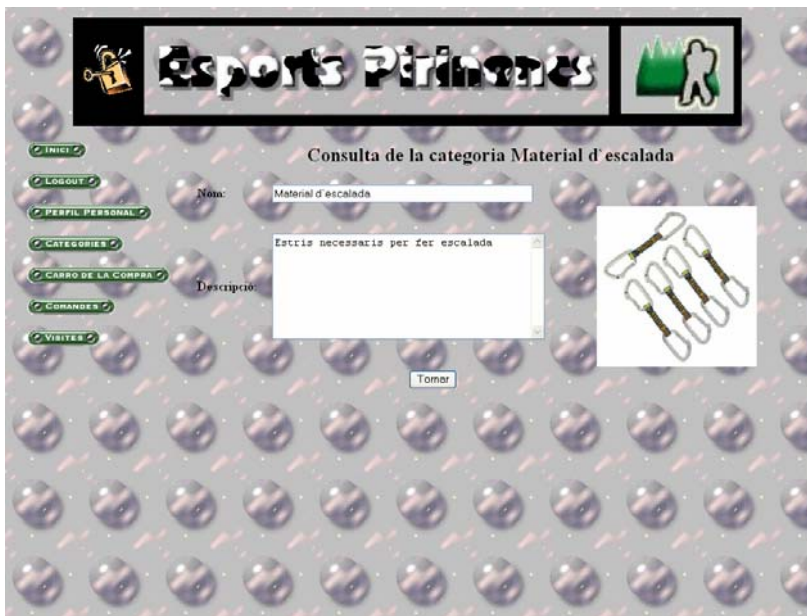 Esports Pirinencs
INICI
LOGOUT
PERFIL PERSONAL
CATEGORIES
CARRO DE LA COMPRA
COMANDES
VISITES
Consulta de la categoria Material d`escalada
Nom:
Material d`escalada
Descripció:
Estris necessaris per fer escalada
Tornar